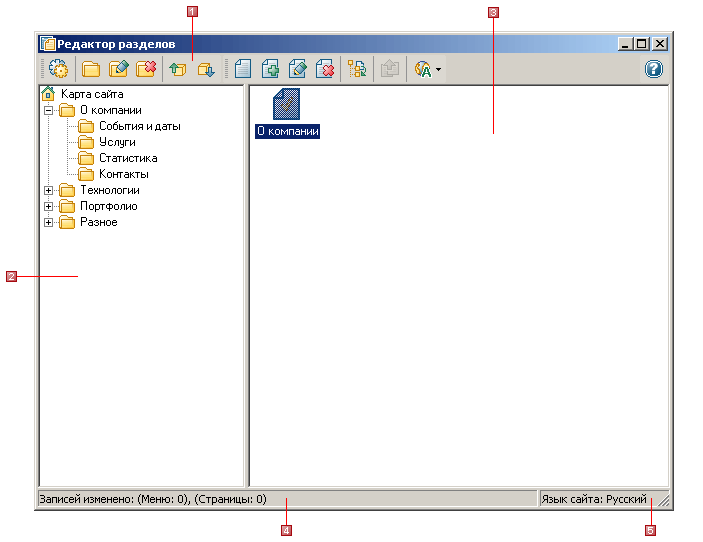 1
3
Редактор разделов
Карта сайта
О компании
События и даты
Услуги
Статистика
Контакты
Технологии
Портфолио
Разное
О компании
2
Записей изменено: (Меню: 0), (Страницы: 0)
Язык сайта: Русский
4
5